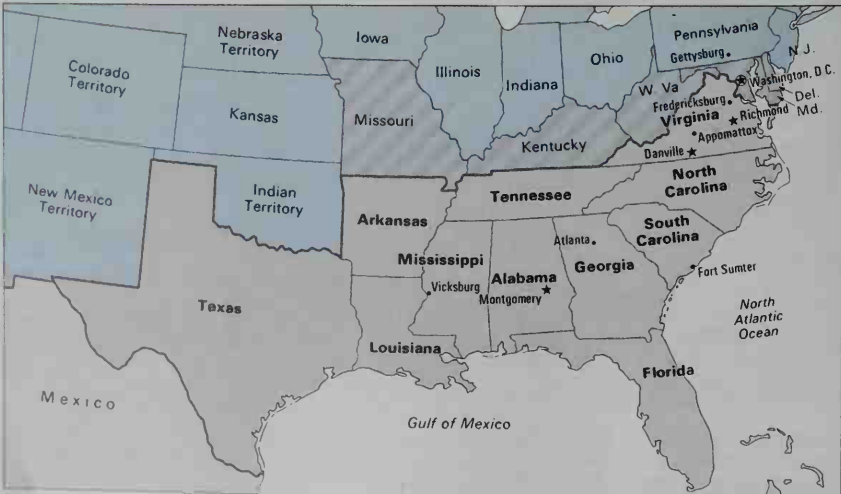 Nebraska
Territory
Iowa
Pennsylvania
Gettysburg
Colorado
Territory
Illinois
Indiana
Ohio
N.J.
Washington, D.C.
W. Va
Del.
Kansas
Missouri
Fredericksburg
Virginia
Richmond
Md.
Appomattox
Kentucky
Danville
New Mexico
Territory
Indian
Territory
Tennessee
North
Carolina
Arkansas
South
Carolina
Atlanta
Mississippi
Alabama
Georgia
Fort Sumter
Vicksburg
Montgomery
Texas
North
Atlantic
Ocean
Louisiana
Florida
Mexico
Gulf of Mexico